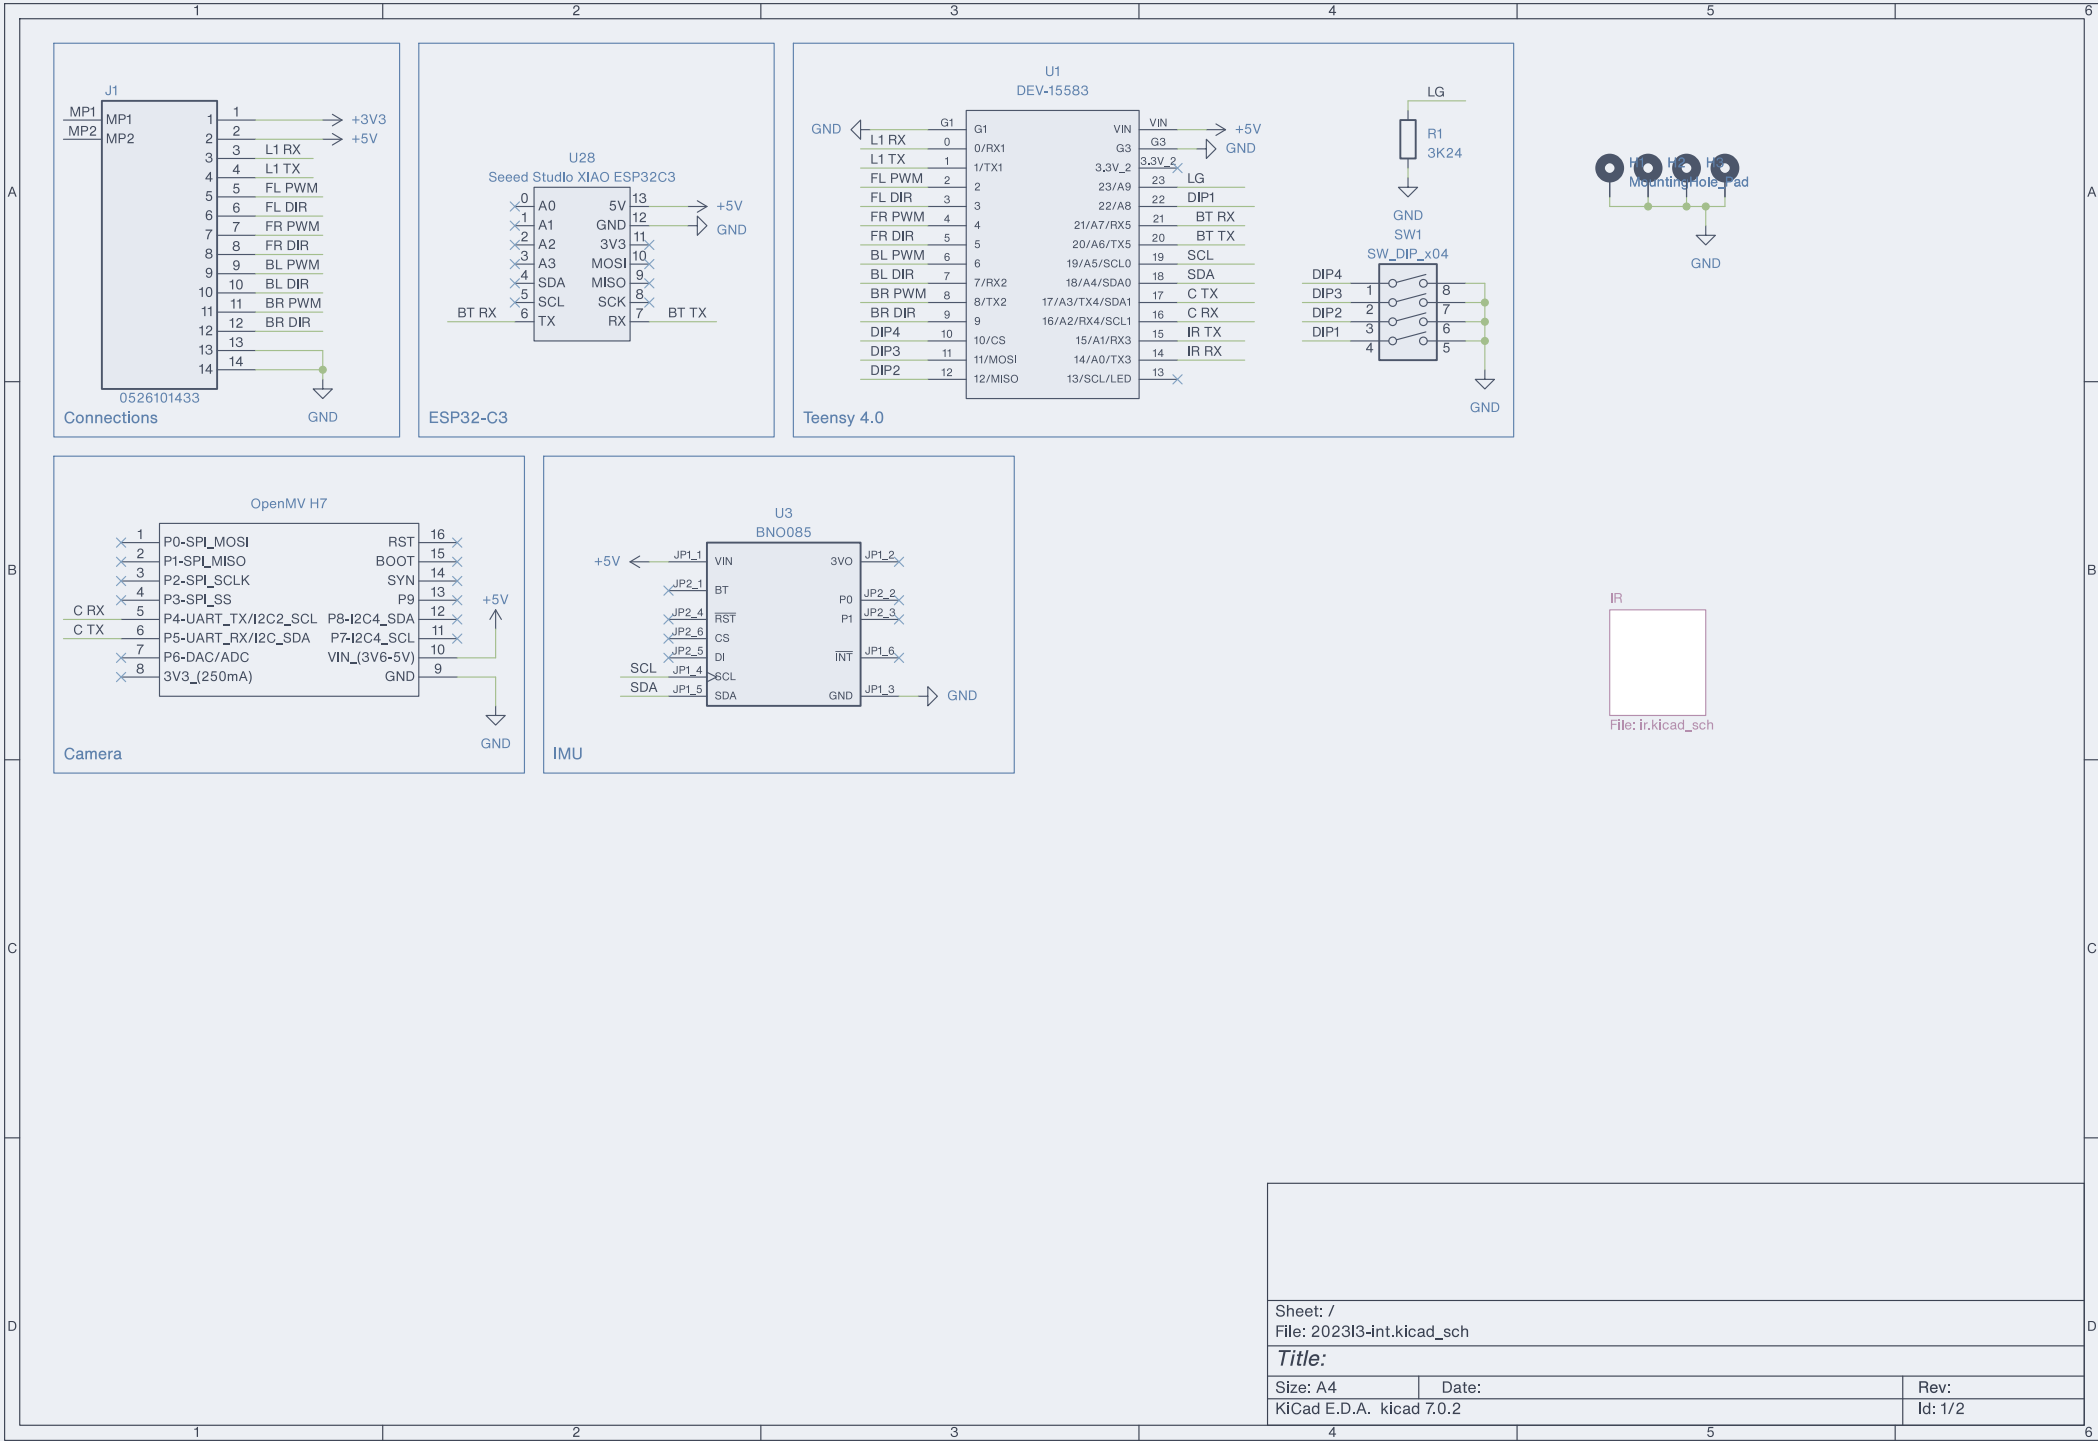 1 2 3 4 5 6
A
B
C
D
J1
MP1 MP1 1 1 +3V3
MP2 MP2 2 2 +5V
3 3 L1 RX
4 4 L1 TX
5 5 FL PWM
6 6 FL DIR
7 7 FR PWM
8 8 FR DIR
9 9 BL PWM
10 10 BL DIR
11 11 BR PWM
12 12 BR DIR
13 13
14 14
0526101433
GND
Connections
U28
Seeed Studio XIAO ESP32C3
0 A0 5V 13 +5V
1 A1 GND 12 GND
2 A2 3V3 11
3 A3 MOSI 10
4 SDA MISO 9
5 SCL SCK 8
BT RX 6 TX RX 7 BT TX
ESP32-C3
U1
DEV-15583
GND G1 G1 VIN VIN +5V
L1 RX 0 0/RX1 G3 G3 GND
L1 TX 1 1/TX1 3.3V_2 3.3V_2
FL PWM 2 2 23/A9 23 LG
FL DIR 3 3 22/A8 22 DIP1
FR PWM 4 4 21/A7/RX5 21 BT RX
FR DIR 5 5 20/A6/TX5 20 BT TX
BL PWM 6 6 19/A5/SCL0 19 SCL
BL DIR 7 7/RX2 18/A4/SDA0 18 SDA
BR PWM 8 8/TX2 17/A3/TX4/SDA1 17 C TX
BR DIR 9 9 16/A2/RX4/SCL1 16 C RX
DIP4 10 10/CS 15/A1/RX3 15 IR TX
DIP3 11 11/MOSI 14/A0/TX3 14 IR RX
DIP2 12 12/MISO 13/SCL/LED 13
Teensy 4.0
LG
R1
3K24
GND
SW1
SW_DIP_x04
DIP4 1 8
DIP3 2 7
DIP2 3 6
DIP1 4 5
GND
H1 H2 H3
MountingHole_Pad
GND
OpenMV H7
1 P0-SPI_MOSI RST 16
2 P1-SPI_MISO BOOT 15
3 P2-SPI_SCLK SYN 14
4 P3-SPI_SS P9 13 +5V
C RX 5 P4-UART_TX/I2C2_SCL P8-I2C4_SDA 12
C TX 6 P5-UART_RX/I2C_SDA P7-I2C4_SCL 11
7 P6-DAC/ADC VIN_(3V6-5V) 10
8 3V3_(250mA) GND 9
GND
Camera
U3
BNO085
+5V JP1_1 VIN 3VO JP1_2
JP2_1 BT P0 JP2_2
JP2_4 RST P1 JP2_3
JP2_6 CS
JP2_5 DI INT JP1_6
SCL JP1_4 SCL
SDA JP1_5 SDA GND JP1_3 GND
IMU
IR
File: ir.kicad_sch
Sheet: /
File: 2023l3-int.kicad_sch
Title:
Size: A4 Date: Rev:
KiCad E.D.A. kicad 7.0.2 Id: 1/2
A
B
C
D
1 2 3 4 5 6